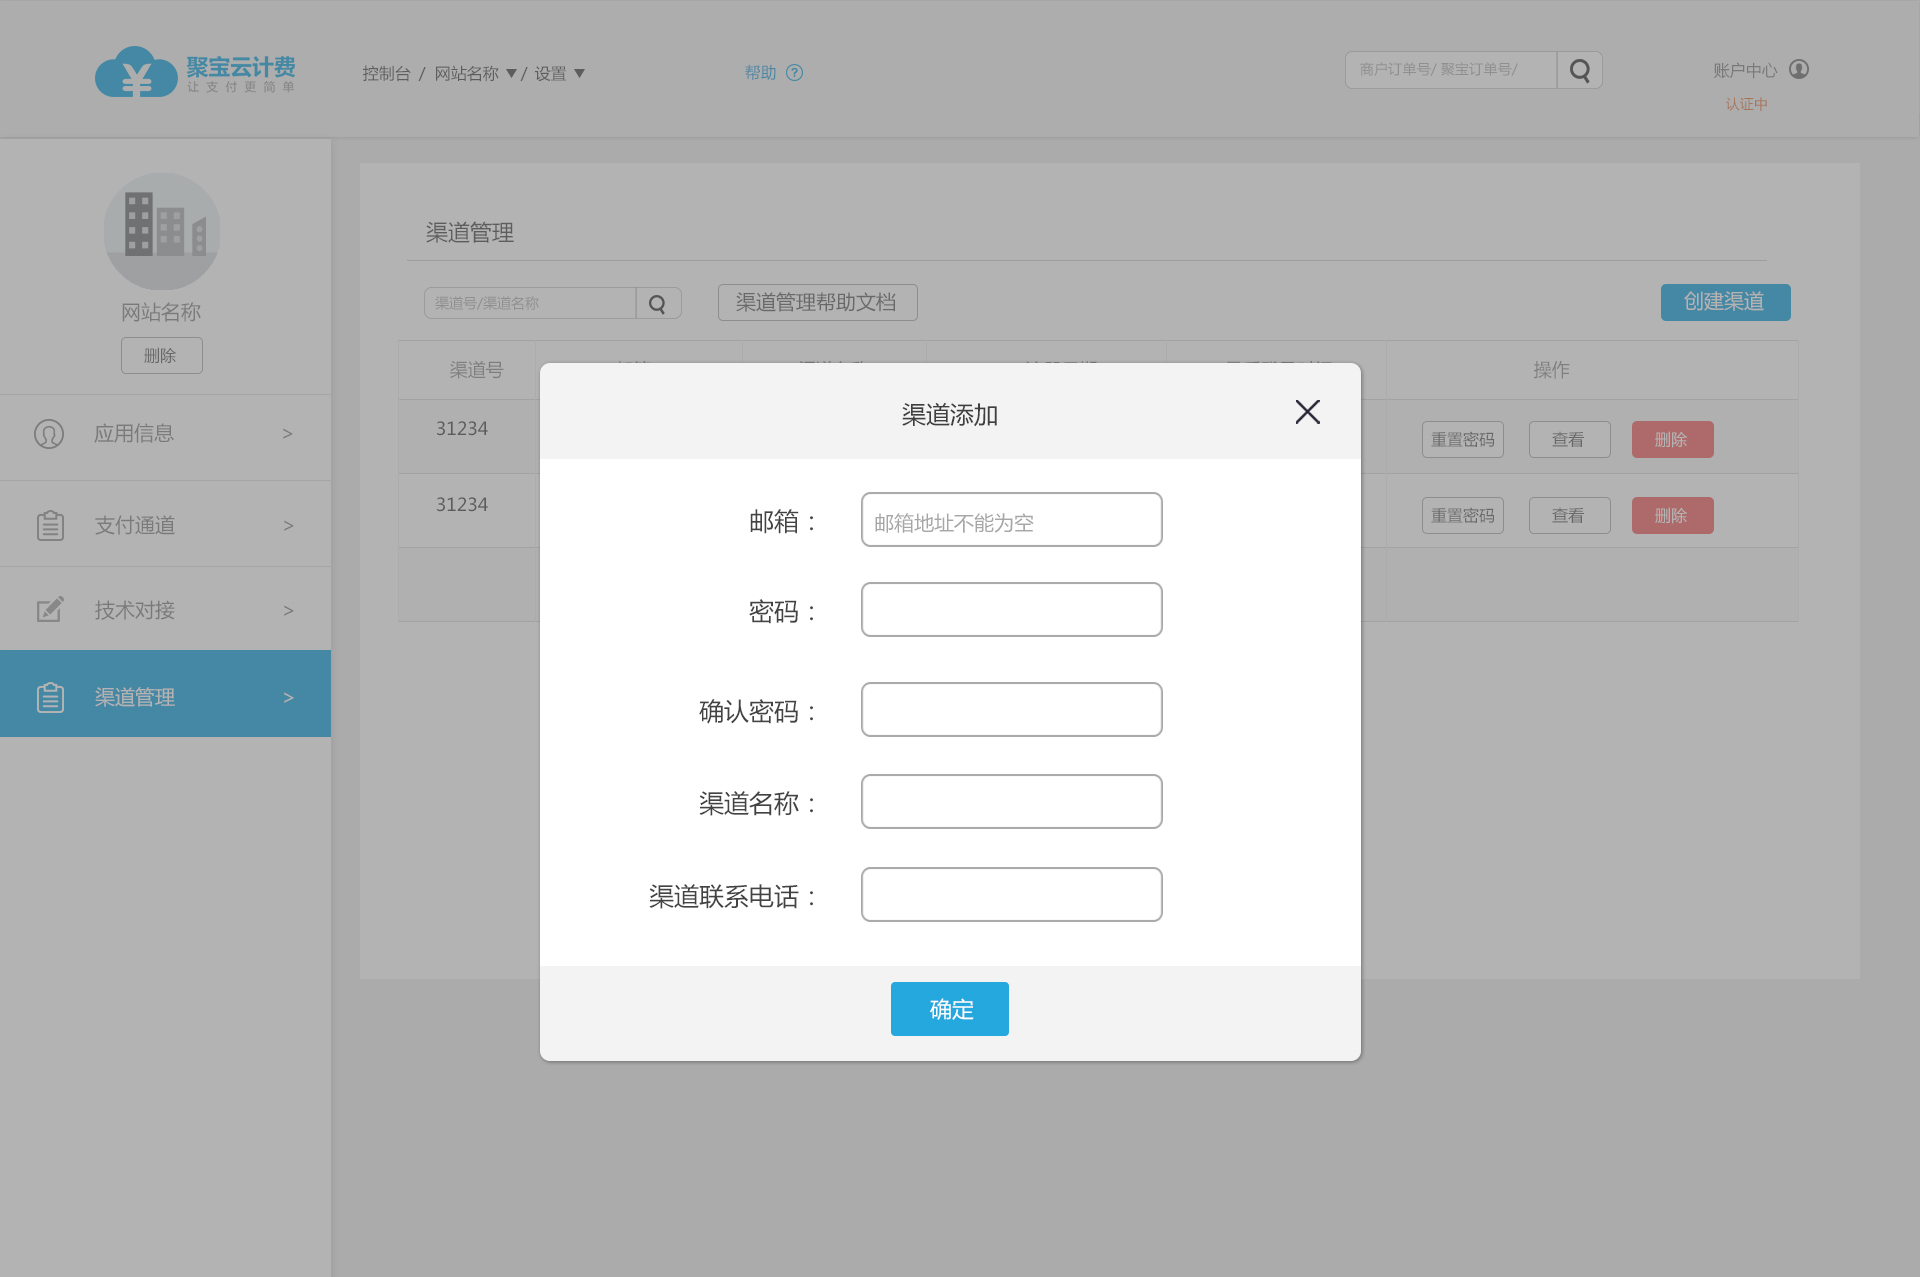 聚宝云计费
让支付更简单
控制台 / 网站名称 ▼ / 设置 ▼
帮助 ?
商户订单号/ 聚宝订单号/
账户中心
认证中
网站名称
删除
应用信息 >
支付通道 >
技术对接 >
渠道管理 >
渠道管理
渠道号/渠道名称
渠道管理帮助文档
创建渠道
渠道号
操作
31234
重置密码 查看 删除
31234
重置密码 查看 删除
渠道添加
邮箱：
邮箱地址不能为空
密码：
确认密码：
渠道名称：
渠道联系电话：
确定